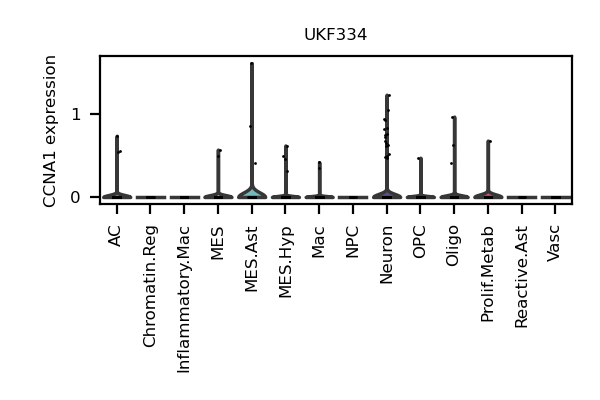 UKF334
CCNA1 expression
1
0
AC
Chromatin.Reg
Inflammatory.Mac
MES
MES.Ast
MES.Hyp
Mac
NPC
Neuron
OPC
Oligo
Prolif.Metab
Reactive.Ast
Vasc